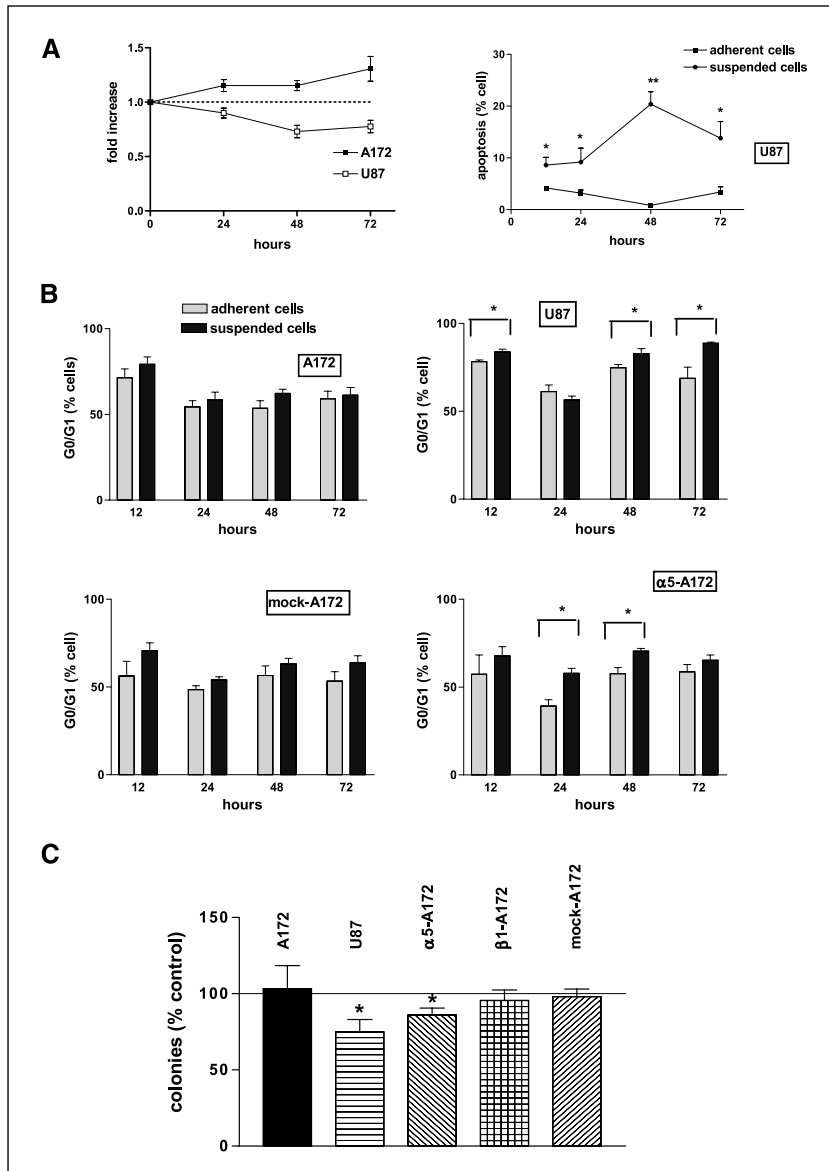 A
1.5
1.0
0.5
0.0
fold increase
A172
U87
0 24 48 72
hours
adherent cells
suspended cells
30
20
10
0
apoptosis (% cell)
* * ** *
U87
0 24 48 72
hours
B
adherent cells
suspended cells
100
50
0
G0/G1 (% cells)
A172
12 24 48 72
hours
U87
* * *
100
50
0
G0/G1 (% cell)
12 24 48 72
hours
mock-A172
100
50
0
G0/G1 (% cell)
12 24 48 72
hours
α5-A172
* *
100
50
0
G0/G1 (% cell)
12 24 48 72
hours
C
A172
U87
α5-A172
β1-A172
mock-A172
150
100
50
0
colonies (% control)
* *